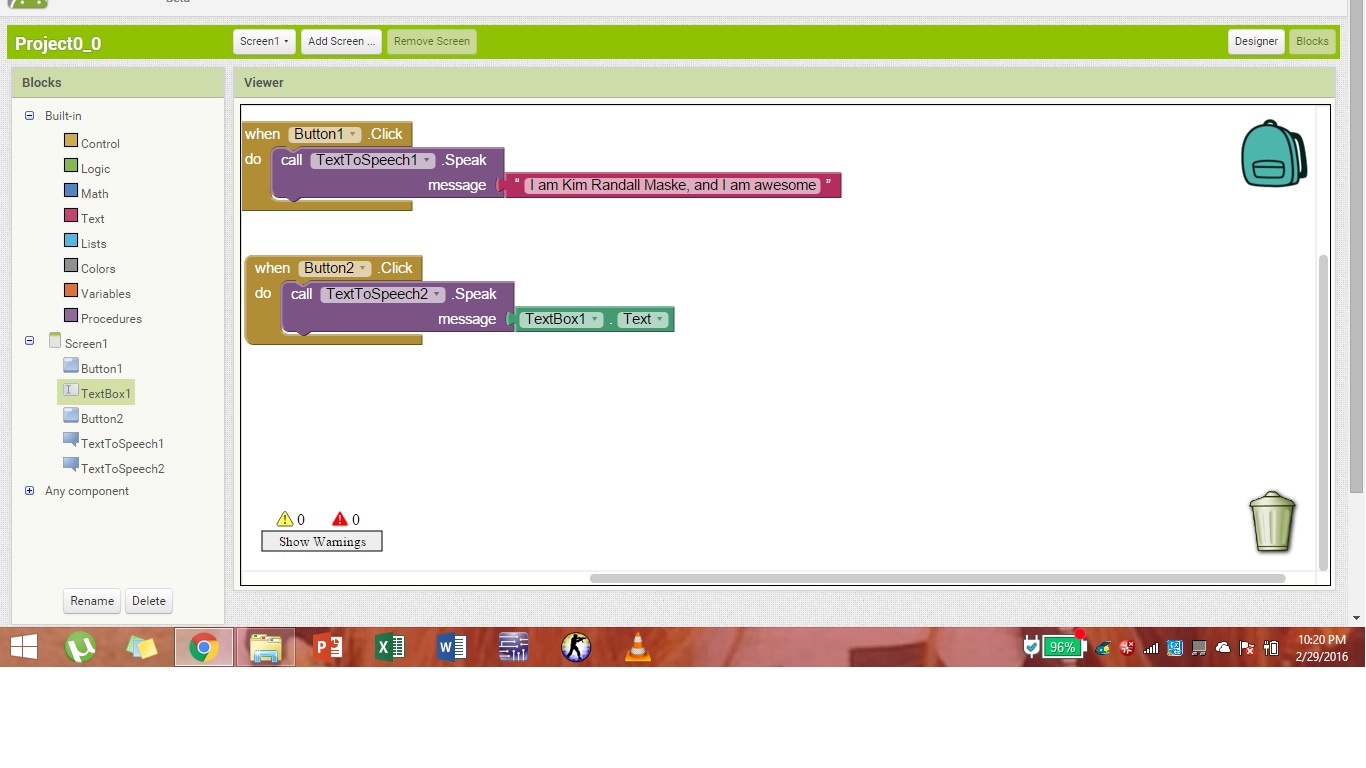 Beta
Project0_0
Screen1
Add Screen ...
Remove Screen
Designer
Blocks
Blocks
Viewer
Built-in
Control
Logic
Math
Text
Lists
Colors
Variables
Procedures
Screen1
Button1
TextBox1
Button2
TextToSpeech1
TextToSpeech2
Any component
Rename
Delete
when Button1 .Click
do call TextToSpeech1 .Speak
message “ I am Kim Randall Maske, and I am awesome ”
when Button2 .Click
do call TextToSpeech2 .Speak
message TextBox1 . Text
0 0
Show Warnings
96%
10:20 PM
2/29/2016